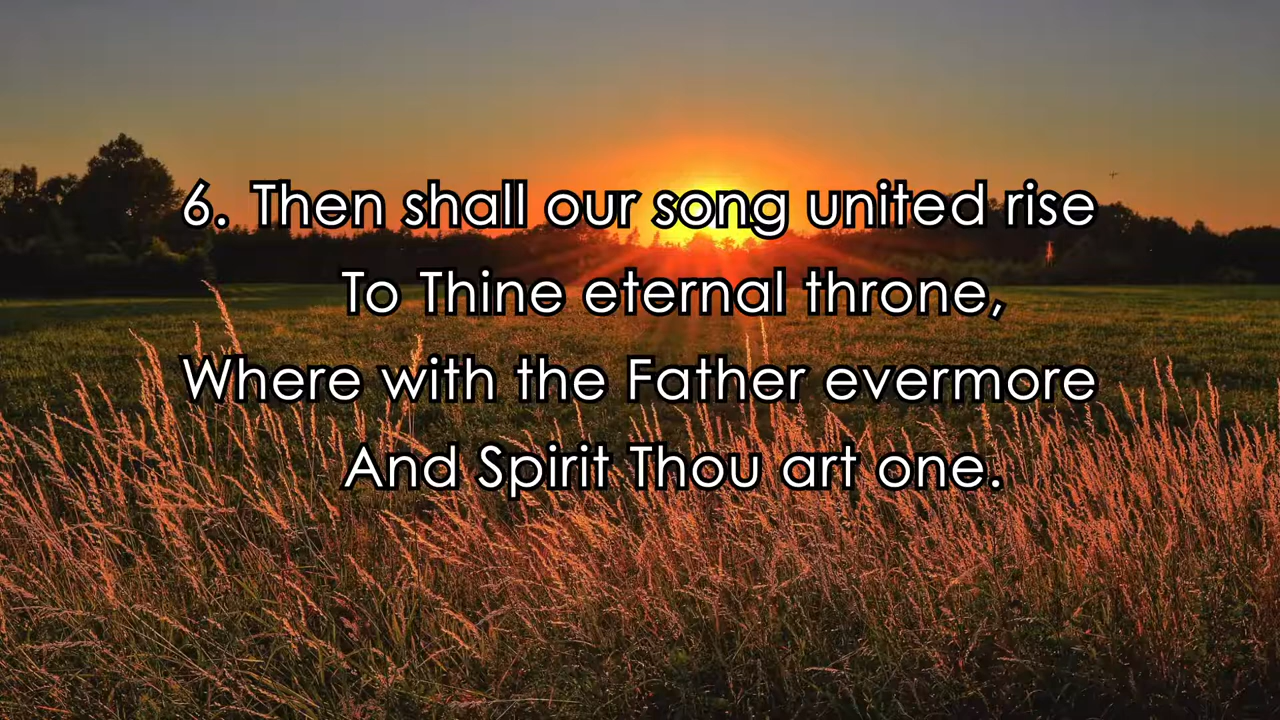 6. Then shall our song united rise
To Thine eternal throne,
Where with the Father evermore
And Spirit Thou art one.